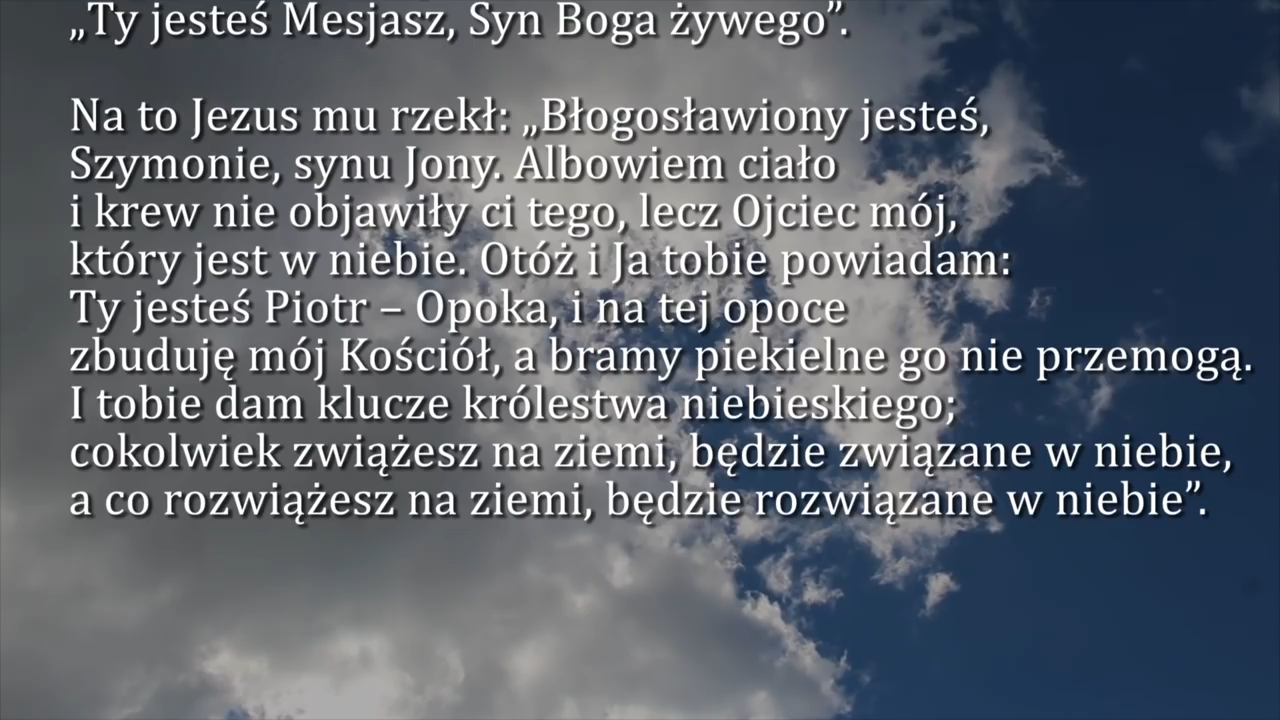 „Ty jesteś Mesjasz, Syn Boga żywego”.
Na to Jezus mu rzekł: „Błogosławiony jesteś,
Szymonie, synu Jony. Albowiem ciało
i krew nie objawiły ci tego, lecz Ojciec mój,
który jest w niebie. Otóż i Ja tobie powiadam:
Ty jesteś Piotr – Opoka, i na tej opoce
zbuduję mój Kościół, a bramy piekielne go nie przemogą.
I tobie dam klucze królestwa niebieskiego;
cokolwiek zwiążesz na ziemi, będzie związane w niebie,
a co rozwiążesz na ziemi, będzie rozwiązane w niebie”.